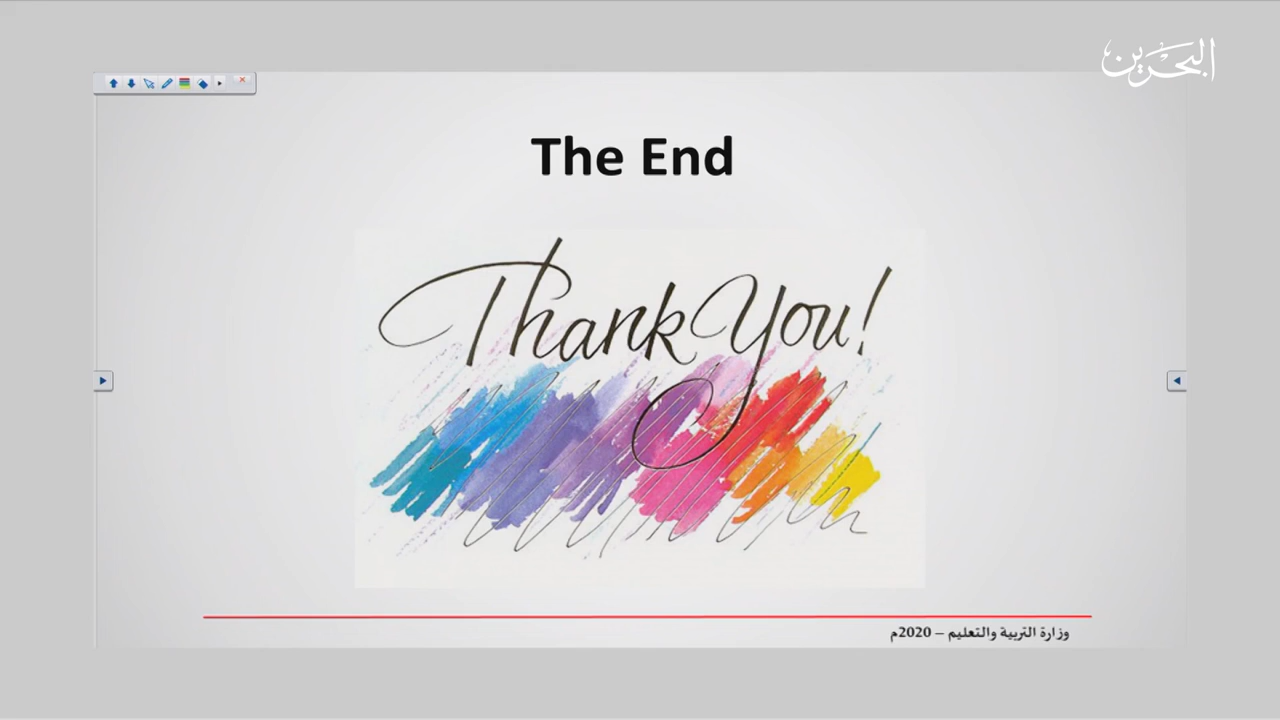 البحرين
The End
Thank You!
وزارة التربية والتعليم – 2020م